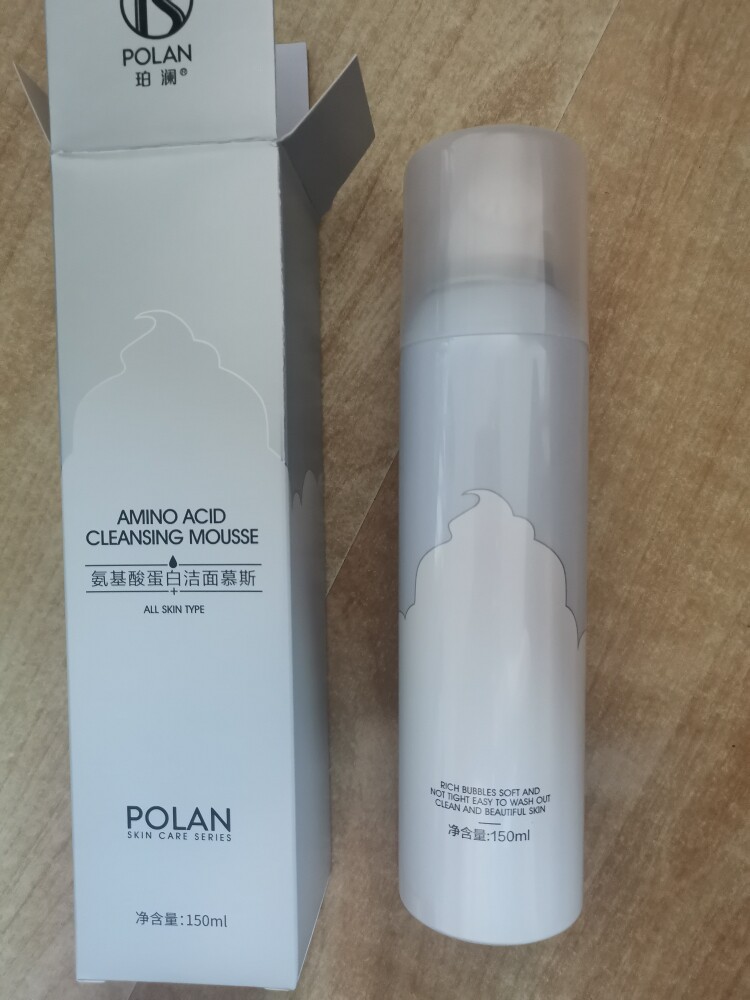 POLAN
珀澜®
AMINO ACID
CLEANSING MOUSSE
氨基酸蛋白洁面慕斯
ALL SKIN TYPE
POLAN
SKIN CARE SERIES
净含量:150ml
RICH BUBBLES SOFT AND
NOT TIGHT EASY TO WASH OUT
CLEAN AND BEAUTIFUL SKIN
净含量:150ml